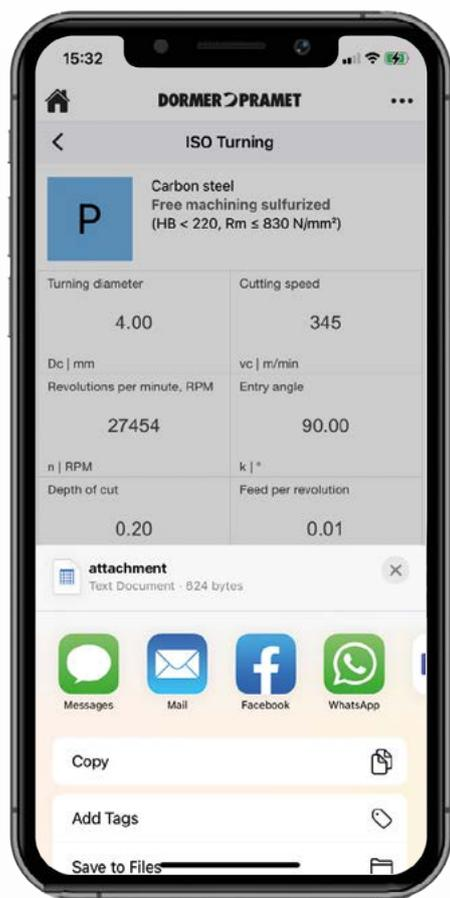 15:32
DORMER PRAMET
ISO Turning
P
Carbon steel
Free machining sulfurized
(HB < 220, Rm ≤ 830 N/mm²)
Turning diameter
4.00
Dc | mm
Cutting speed
345
vc | m/min
Revolutions per minute, RPM
27454
n | RPM
Entry angle
90.00
k | °
Depth of cut
0.20
Feed per revolution
0.01
attachment
Text Document · 624 bytes
Messages
Mail
Facebook
WhatsApp
Copy
Add Tags
Save to Files